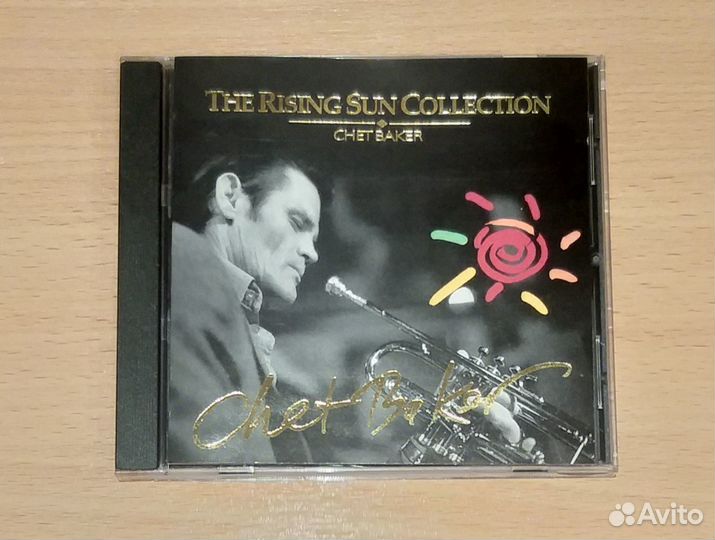 THE RISING SUN COLLECTION
CHET BAKER
Chet Baker
Avito